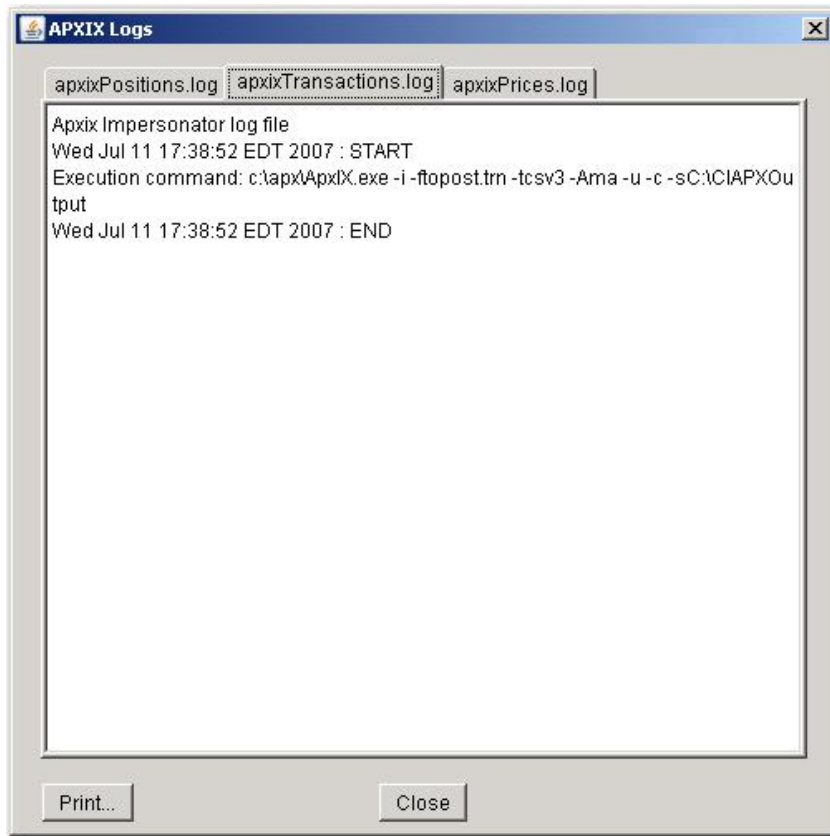 APXIX Logs
apxixPositions.log apxixTransactions.log apxixPrices.log
Apxix Impersonator log file
Wed Jul 11 17:38:52 EDT 2007 : START
Execution command: c:\apx\ApxIX.exe -i -ftopost.trn -tcsv3 -Ama -u -c -sC:\CIAPXOu
tput
Wed Jul 11 17:38:52 EDT 2007 : END
Print... Close